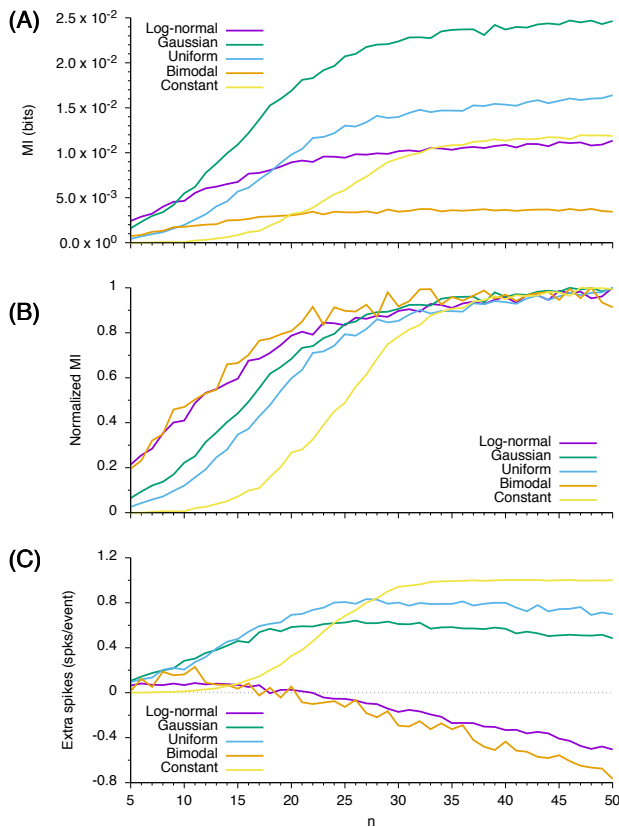 (A)
MI (bits)
2.5 x 10⁻²
2.0 x 10⁻²
1.5 x 10⁻²
1.0 x 10⁻²
5.0 x 10⁻³
0.0 x 10⁰
Log-normal
Gaussian
Uniform
Bimodal
Constant
(B)
Normalized MI
1
0.8
0.6
0.4
0.2
0
Log-normal
Gaussian
Uniform
Bimodal
Constant
(C)
Extra spikes (spks/event)
1.2
0.8
0.4
0
-0.4
-0.8
Log-normal
Gaussian
Uniform
Bimodal
Constant
5 10 15 20 25 30 35 40 45 50
n